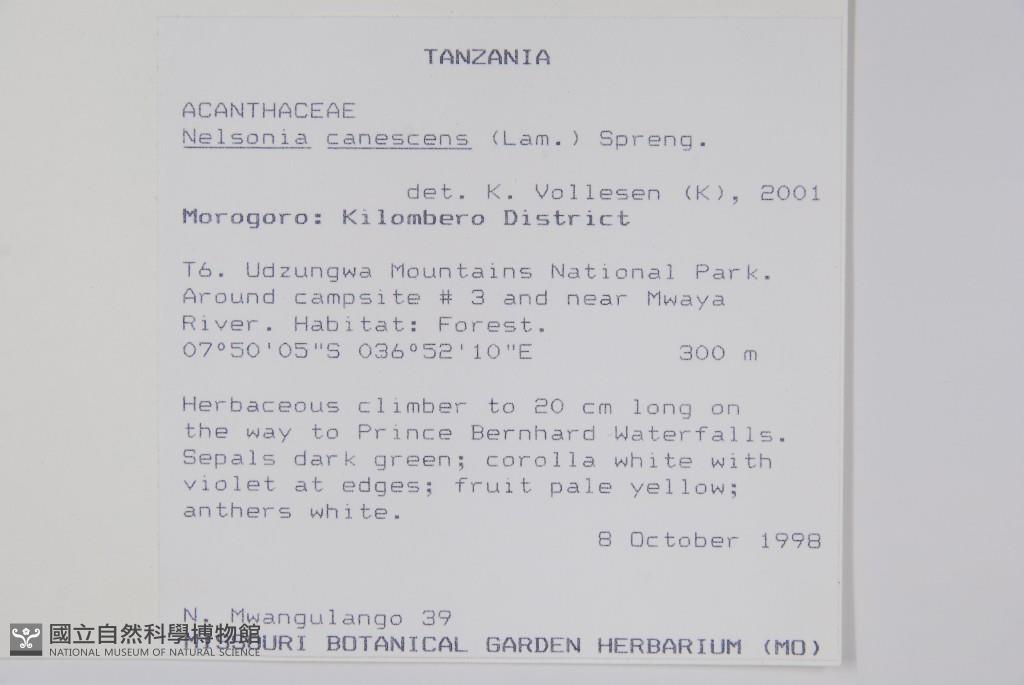 TANZANIA
ACANTHACEAE
Nelsonia canescens (Lam.) Spreng.
det. K. Vollesen (K), 2001
Morogoro: Kilombero District
T6. Udzungwa Mountains National Park.
Around campsite # 3 and near Mwaya
River. Habitat: Forest.
07°50'05"S 036°52'10"E 300 m
Herbaceous climber to 20 cm long on
the way to Prince Bernhard Waterfalls.
Sepals dark green; corolla white with
violet at edges; fruit pale yellow;
anthers white.
8 October 1998
N. Mwangulango 39
MISSOURI BOTANICAL GARDEN HERBARIUM (MO)
國立自然科學博物館
NATIONAL MUSEUM OF NATURAL SCIENCE